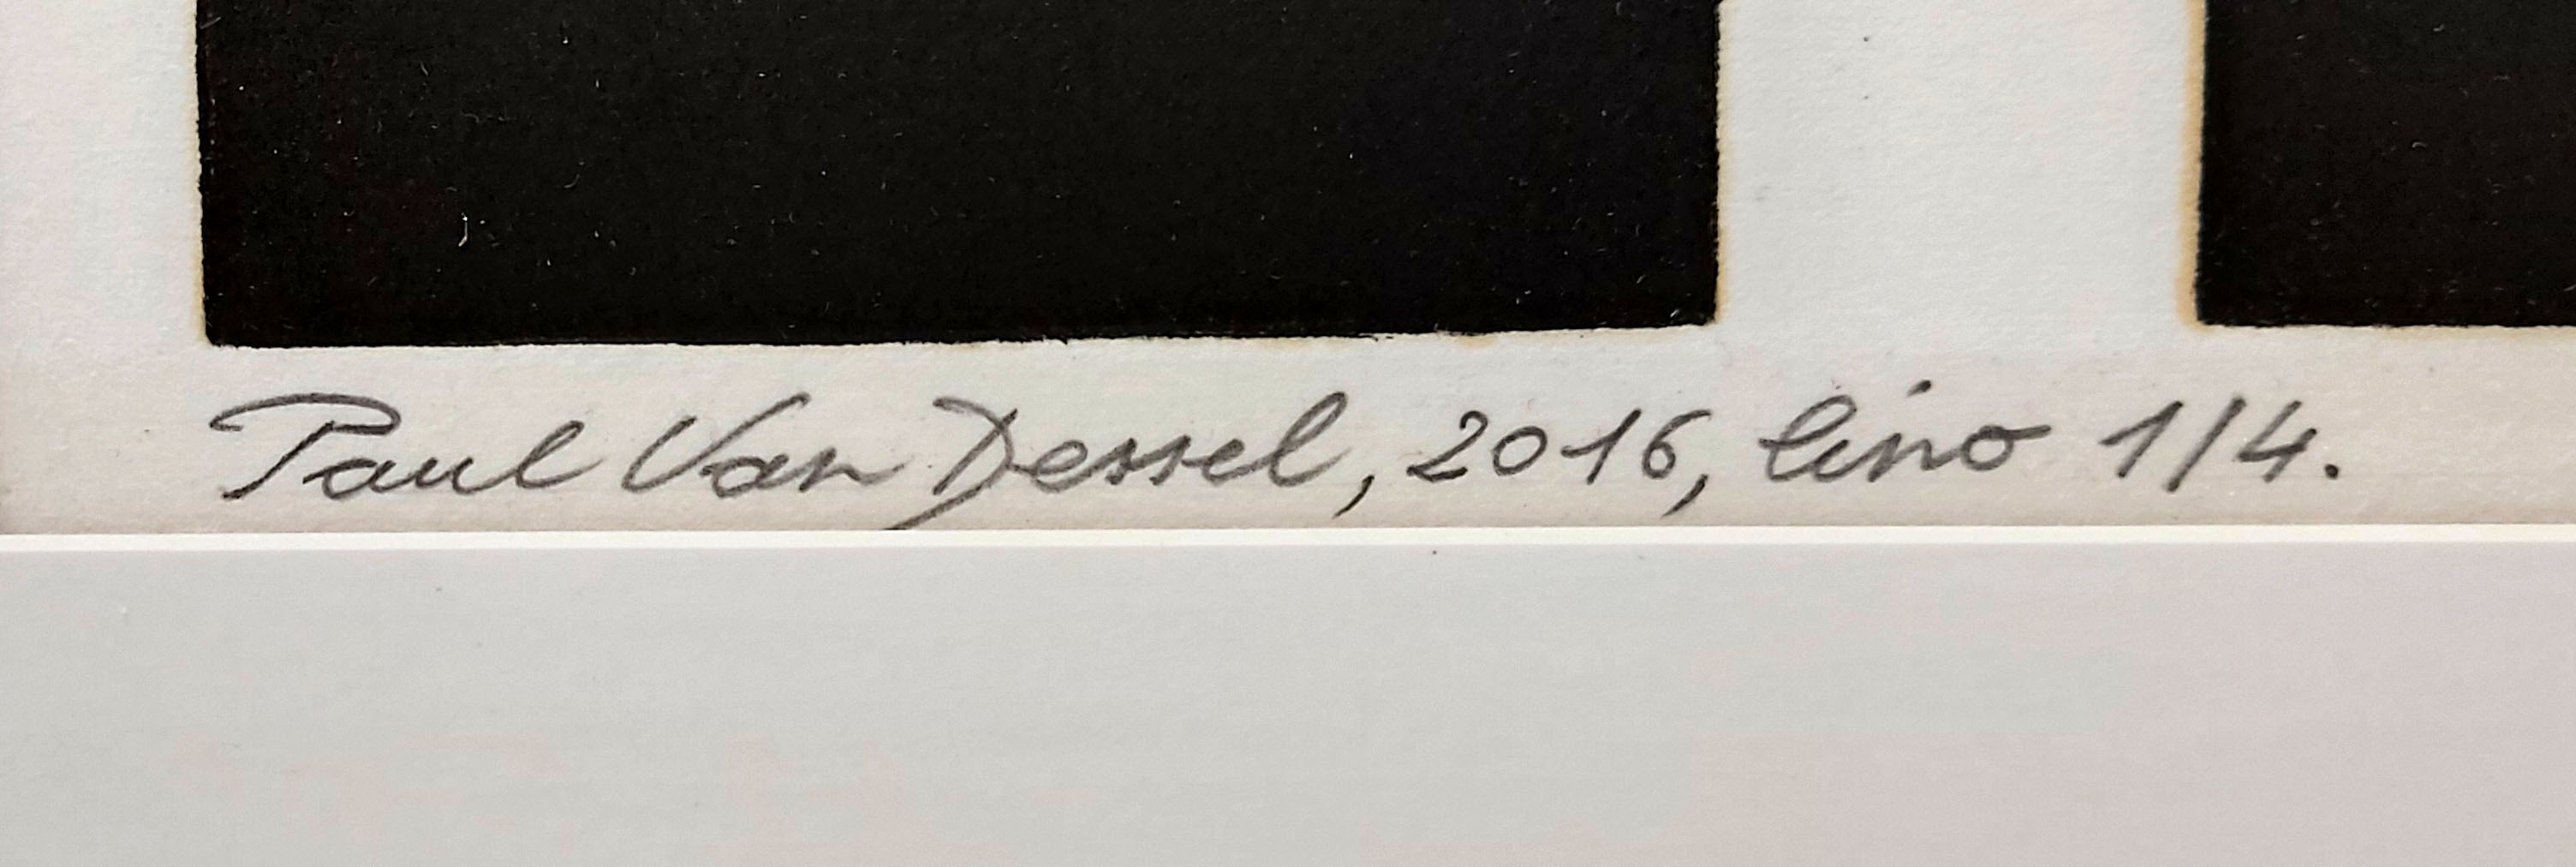 Paul Van Dessel, 2016, lino 1/4.